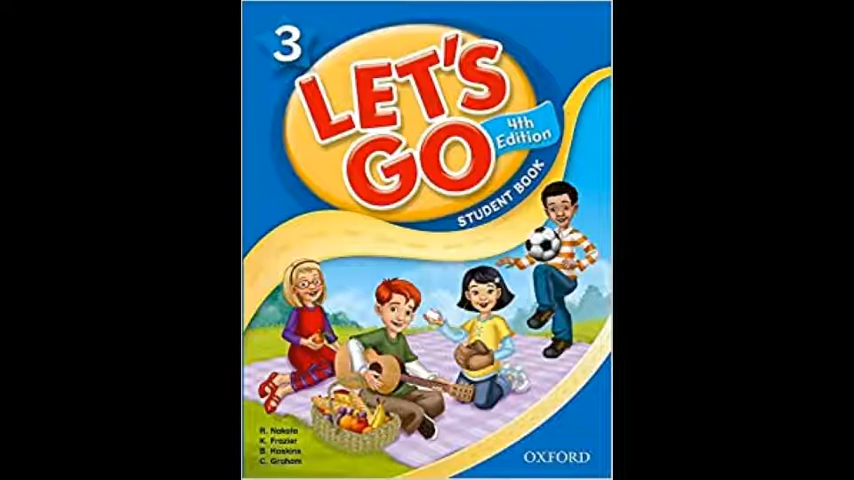 3
LET'S
GO
4th
Edition
STUDENT BOOK
R. Nakata
K. Frazier
B. Hoskins
C. Graham
OXFORD